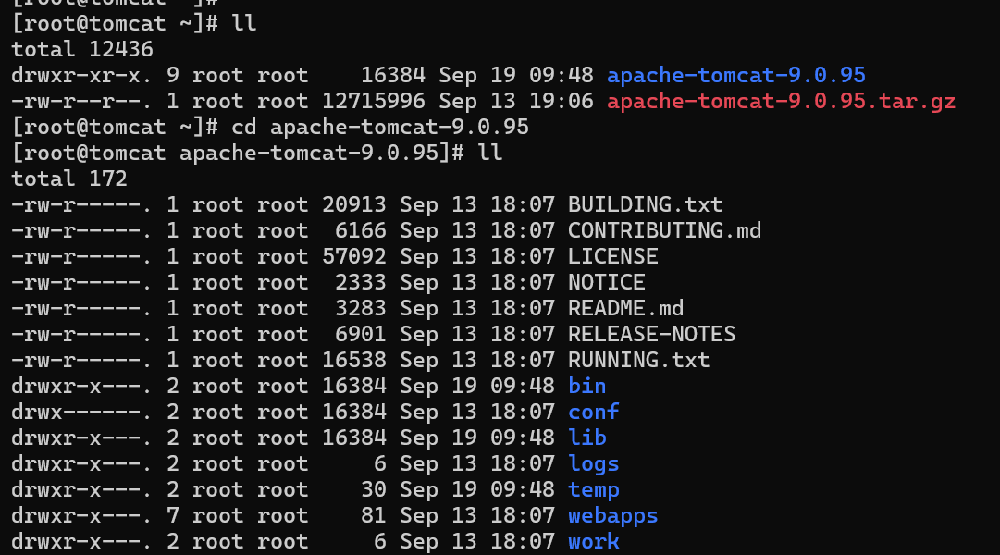 [root@tomcat ~]#
[root@tomcat ~]# ll
total 12436
drwxr-xr-x. 9 root root    16384 Sep 19 09:48 apache-tomcat-9.0.95
-rw-r--r--. 1 root root 12715996 Sep 13 19:06 apache-tomcat-9.0.95.tar.gz
[root@tomcat ~]# cd apache-tomcat-9.0.95
[root@tomcat apache-tomcat-9.0.95]# ll
total 172
-rw-r-----. 1 root root 20913 Sep 13 18:07 BUILDING.txt
-rw-r-----. 1 root root  6166 Sep 13 18:07 CONTRIBUTING.md
-rw-r-----. 1 root root 57092 Sep 13 18:07 LICENSE
-rw-r-----. 1 root root  2333 Sep 13 18:07 NOTICE
-rw-r-----. 1 root root  3283 Sep 13 18:07 README.md
-rw-r-----. 1 root root  6901 Sep 13 18:07 RELEASE-NOTES
-rw-r-----. 1 root root 16538 Sep 13 18:07 RUNNING.txt
drwxr-x---. 2 root root 16384 Sep 19 09:48 bin
drwx------. 2 root root 16384 Sep 13 18:07 conf
drwxr-x---. 2 root root 16384 Sep 19 09:48 lib
drwxr-x---. 2 root root     6 Sep 13 18:07 logs
drwxr-x---. 2 root root    30 Sep 19 09:48 temp
drwxr-x---. 7 root root    81 Sep 13 18:07 webapps
drwxr-x---. 2 root root     6 Sep 13 18:07 work